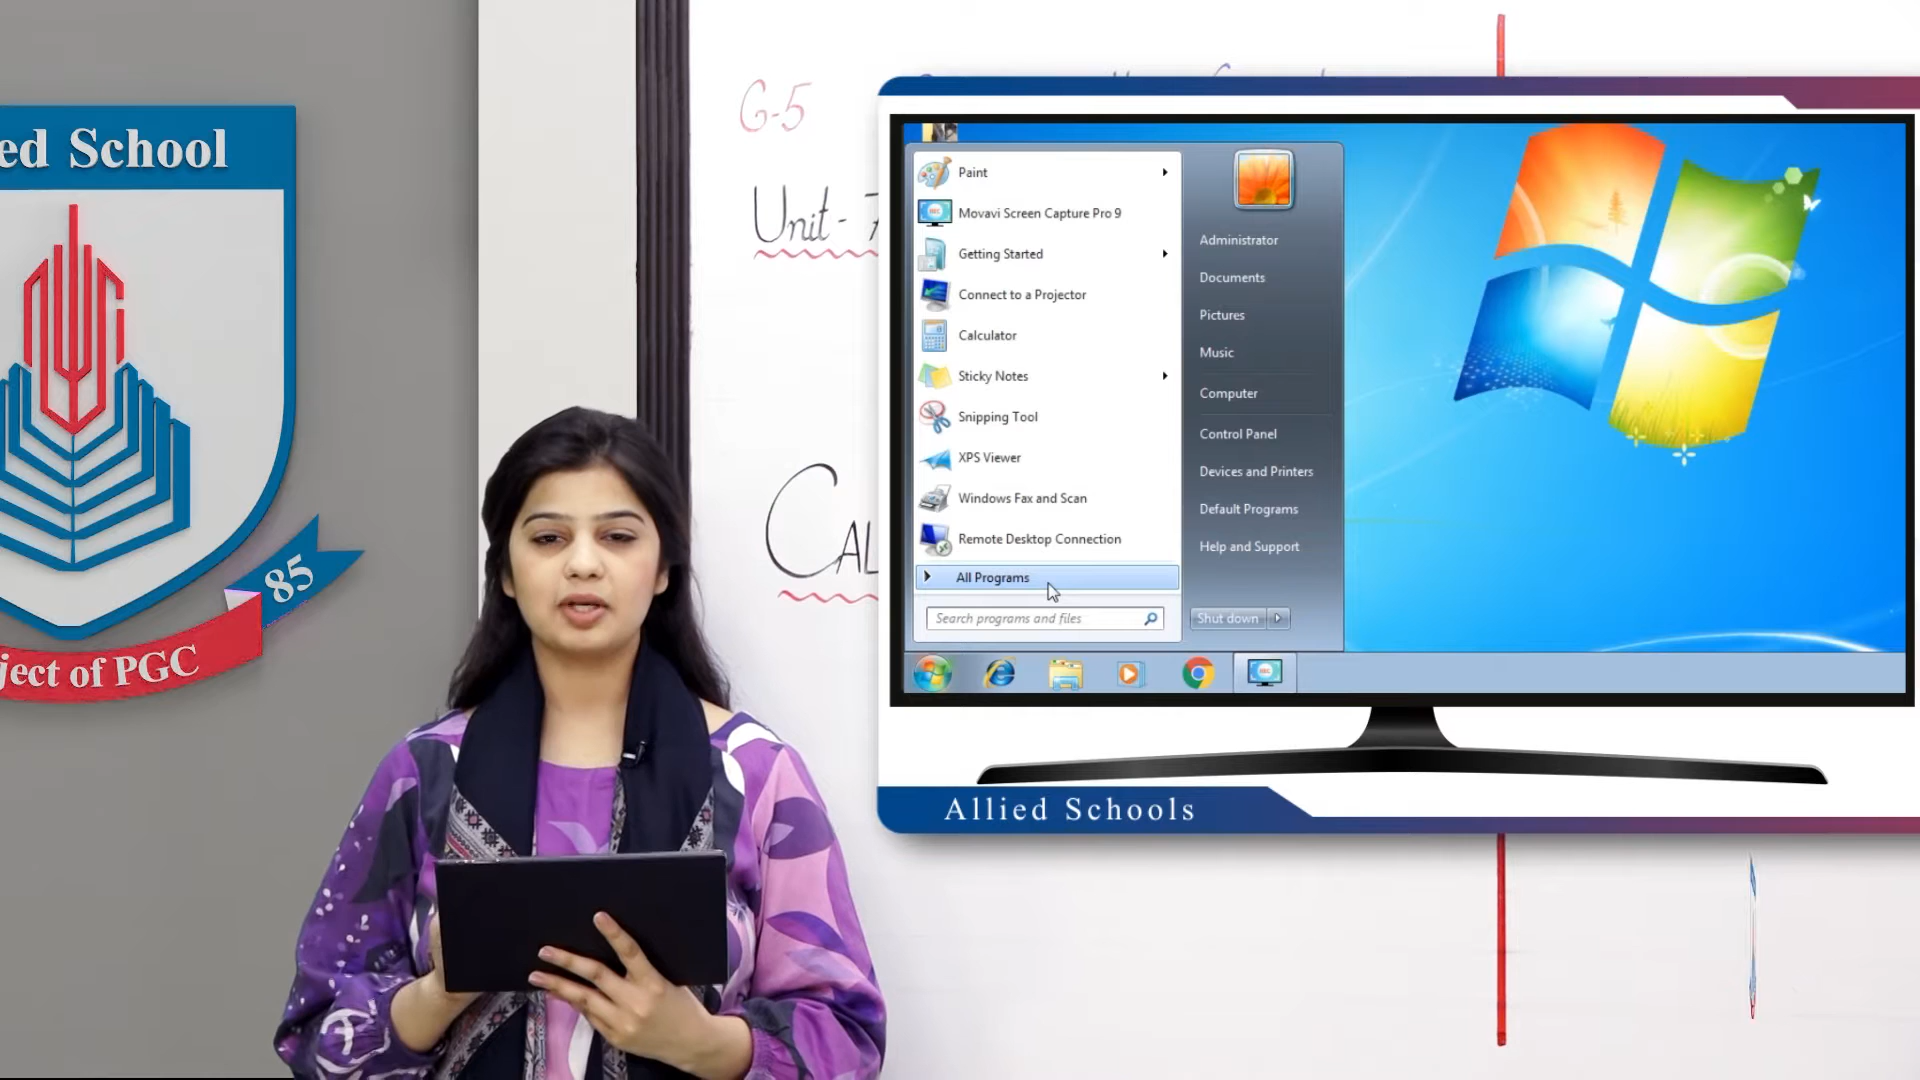 ed School
85
ject of PGC
G-5
Unit-7
CAL
Paint
Movavi Screen Capture Pro 9
Getting Started
Connect to a Projector
Calculator
Sticky Notes
Snipping Tool
XPS Viewer
Windows Fax and Scan
Remote Desktop Connection
All Programs
Search programs and files
Administrator
Documents
Pictures
Music
Computer
Control Panel
Devices and Printers
Default Programs
Help and Support
Shut down
Allied Schools